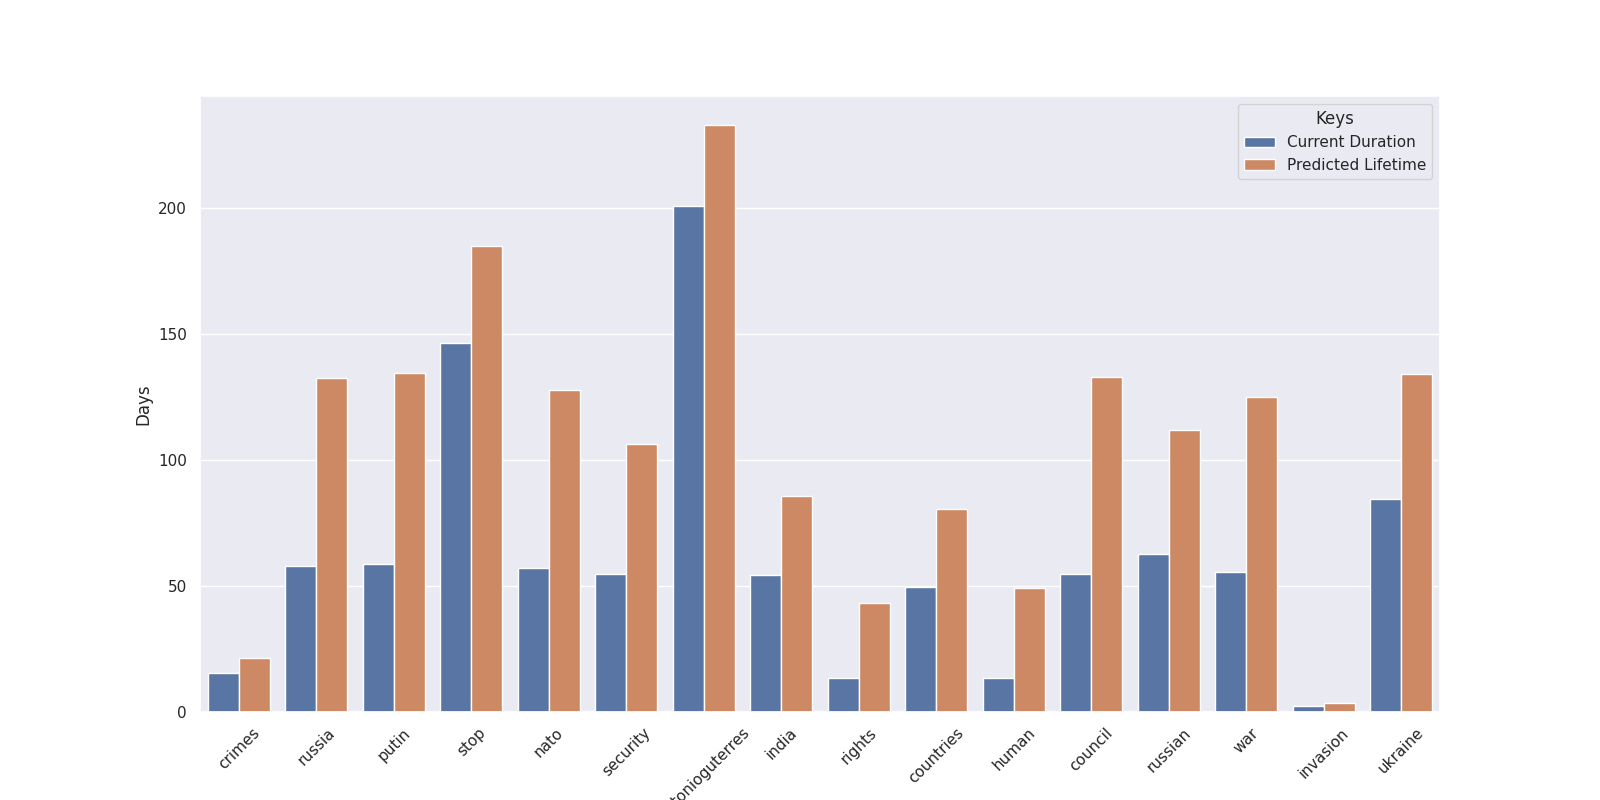 Keys
Current Duration
Predicted Lifetime
200
150
100
50
0
Days
crimes
russia
putin
stop
nato
security
tonioguterres
india
rights
countries
human
council
russian
war
invasion
ukraine